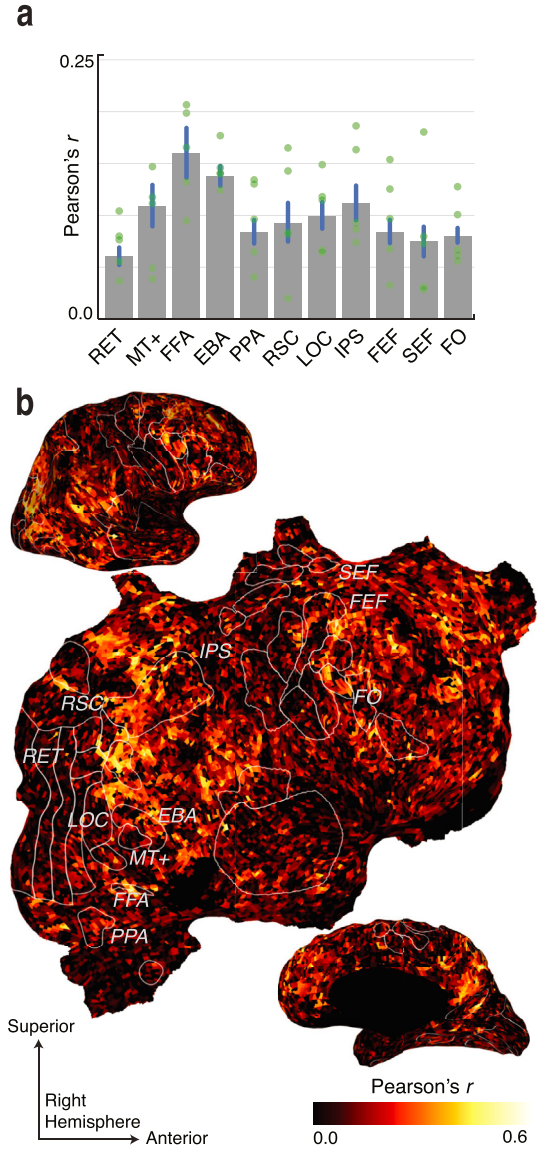 a
0.25
Pearson's r
0.0
RET MT+ FFA EBA PPA RSC LOC IPS FEF SEF FO
b
SEF
FEF
IPS
FO
RSC
RET
LOC
EBA
MT+
FFA
PPA
Superior
Right
Hemisphere
Anterior
Pearson's r
0.0 0.6